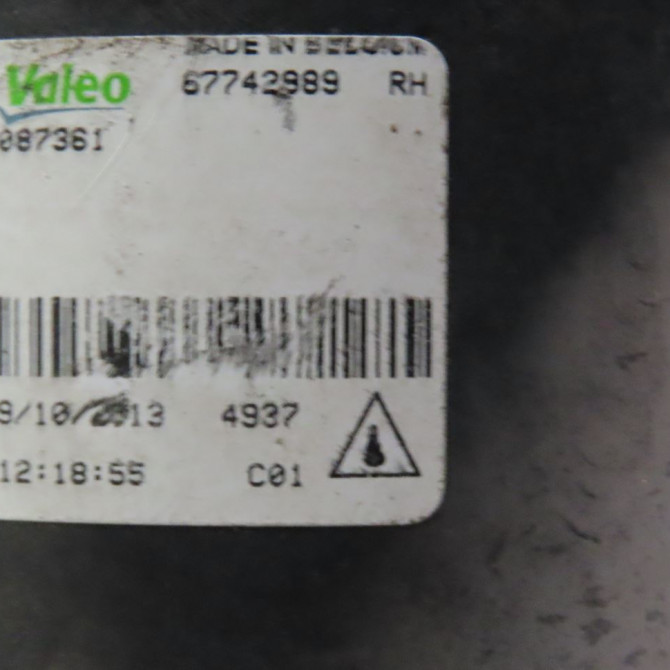 MADE IN BELGIUM
Valeo 67742989 RH
087361
9/10/2013 4937
12:18:55 C01